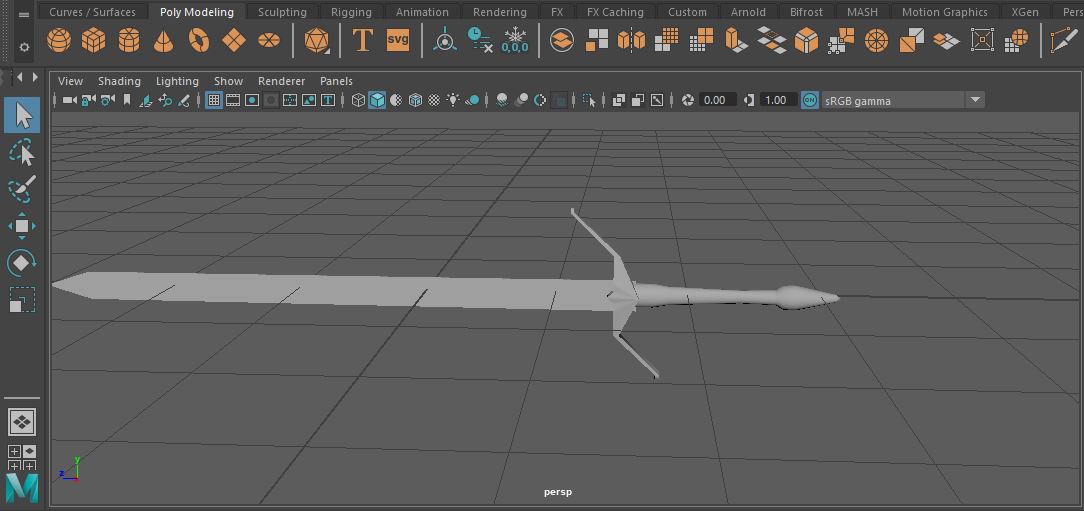 Curves / Surfaces Poly Modeling Sculpting Rigging Animation Rendering FX FX Caching Custom Arnold Bifrost MASH Motion Graphics XGen Pers
T svg 0,0,0
View Shading Lighting Show Renderer Panels
0.00 1.00 ON sRGB gamma
y
z
persp
M